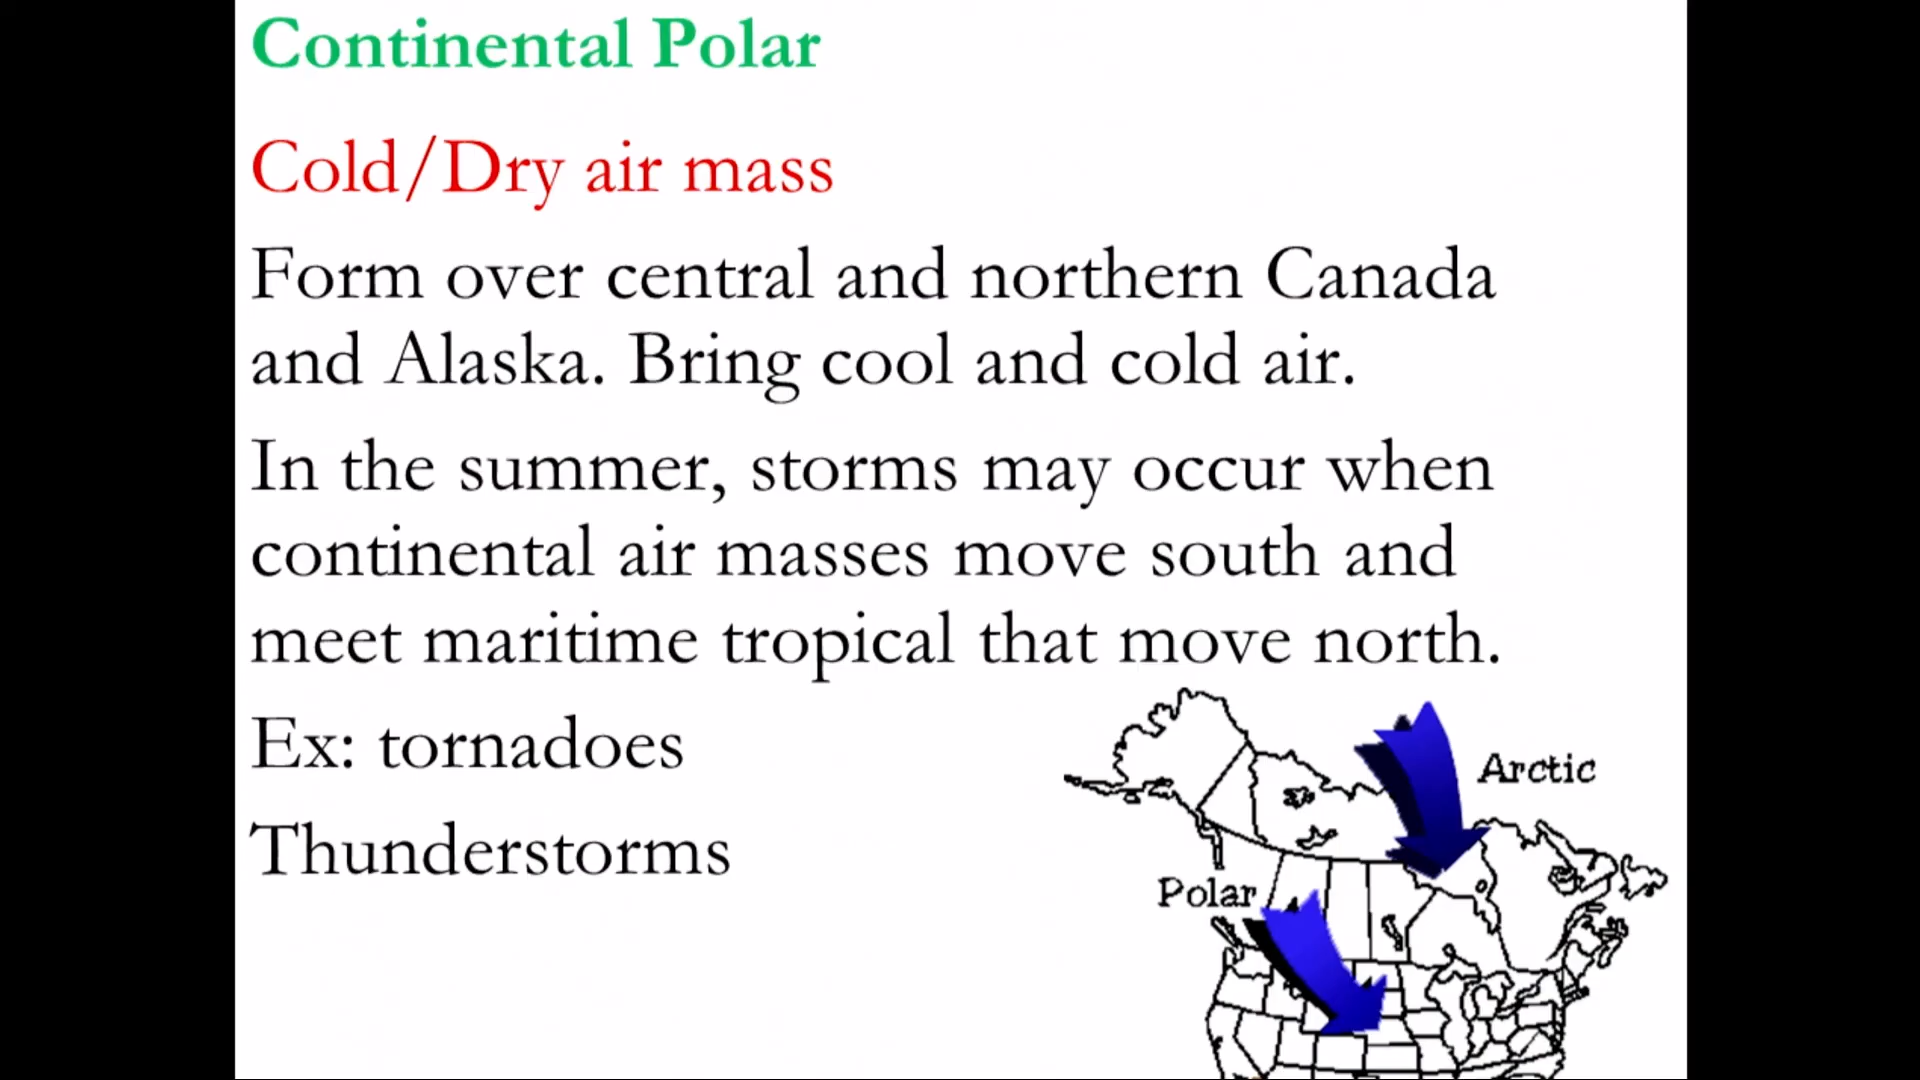 Continental Polar
Cold/Dry air mass
Form over central and northern Canada
and Alaska. Bring cool and cold air.
In the summer, storms may occur when
continental air masses move south and
meet maritime tropical that move north.
Ex: tornadoes
Thunderstorms
Arctic
Polar